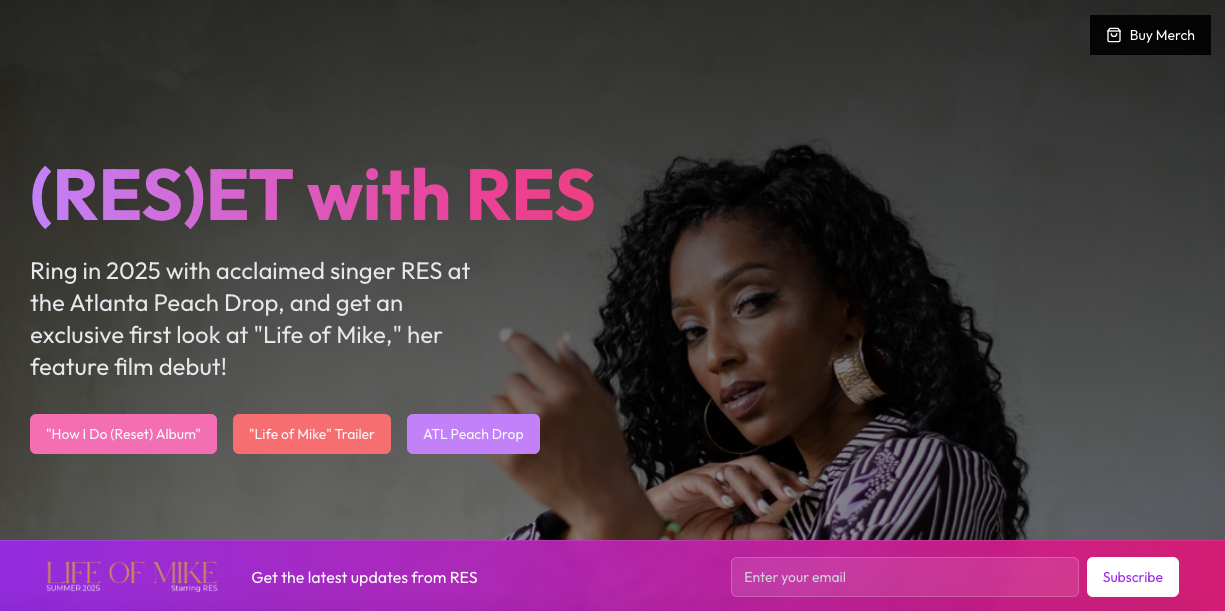 Buy Merch
(RES)ET with RES
Ring in 2025 with acclaimed singer RES at
the Atlanta Peach Drop, and get an
exclusive first look at "Life of Mike," her
feature film debut!
"How I Do (Reset) Album"
"Life of Mike" Trailer
ATL Peach Drop
LIFE OF MIKE
SUMMER 2025
Starring RES
Get the latest updates from RES
Enter your email
Subscribe